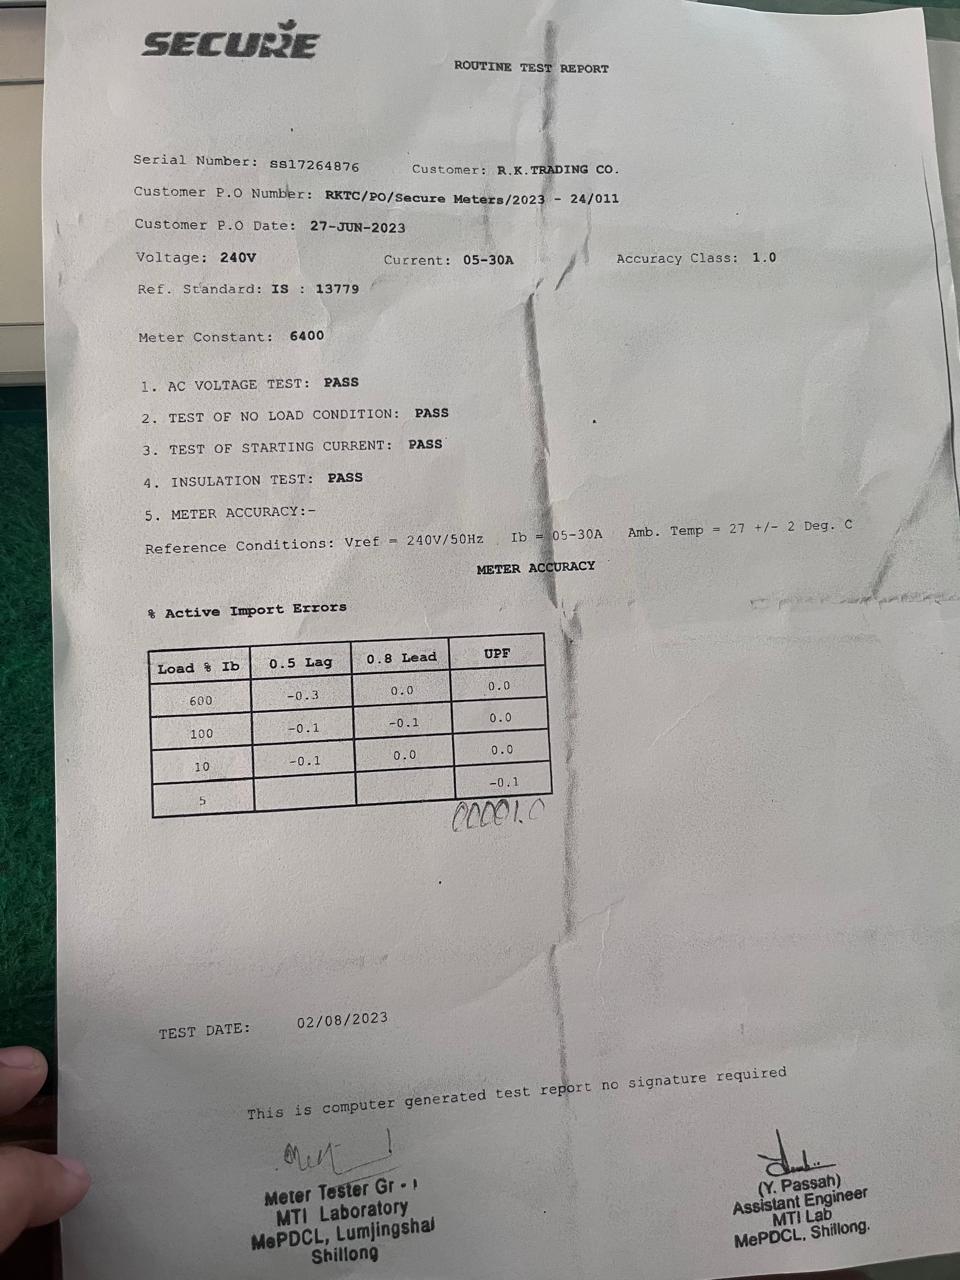 SECURE
ROUTINE TEST REPORT
Serial Number: SS17264876 Customer: R.K.TRADING CO.
Customer P.O Number: RKTC/PO/Secure Meters/2023 - 24/011
Customer P.O Date: 27-JUN-2023
Voltage: 240V Current: 05-30A Accuracy Class: 1.0
Ref. Standard: IS : 13779
Meter Constant: 6400
1. AC VOLTAGE TEST: PASS
2. TEST OF NO LOAD CONDITION: PASS
3. TEST OF STARTING CURRENT: PASS
4. INSULATION TEST: PASS
5. METER ACCURACY:-
Reference Conditions: Vref = 240V/50Hz Ib = 05-30A Amb. Temp = 27 +/- 2 Deg. C
METER ACCURACY
% Active Import Errors
Load % Ib 0.5 Lag 0.8 Lead UPF
600 -0.3 0.0 0.0
100 -0.1 -0.1 0.0
10 -0.1 0.0 0.0
5 -0.1
00001.0
TEST DATE: 02/08/2023
This is computer generated test report no signature required
Meter Tester Gr - I
MTI Laboratory
MePDCL, Lumjingshai
Shillong
(Y. Passah)
Assistant Engineer
MTI Lab
MePDCL, Shillong.